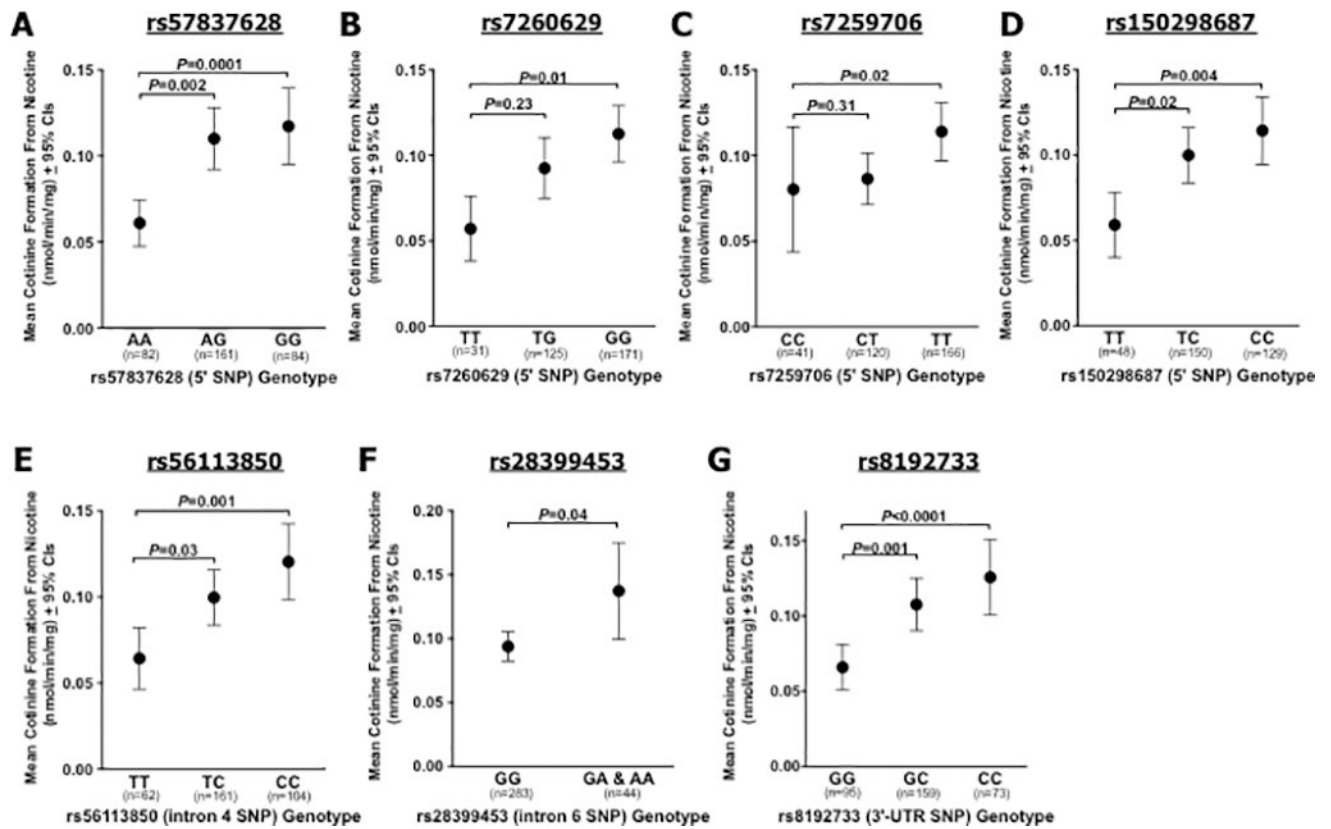 A rs57837628
Mean Cotinine Formation From Nicotine
(nmol/min/mg) ± 95% CIs
0.15
0.10
0.05
0.00
P=0.0001
P=0.002
AA AG GG
(n=82) (n=161) (n=84)
rs57837628 (5' SNP) Genotype
B rs7260629
Mean Cotinine Formation From Nicotine
(nmol/min/mg) ± 95% CIs
0.15
0.10
0.05
0.00
P=0.01
P=0.23
TT TG GG
(n=31) (n=125) (n=171)
rs7260629 (5' SNP) Genotype
C rs7259706
Mean Cotinine Formation From Nicotine
(nmol/min/mg) ± 95% CIs
0.15
0.10
0.05
0.00
P=0.02
P=0.31
CC CT TT
(n=41) (n=120) (n=166)
rs7259706 (5' SNP) Genotype
D rs150298687
Mean Cotinine Formation From Nicotine
(nmol/min/mg) ± 95% CIs
0.15
0.10
0.05
0.00
P=0.004
P=0.02
TT TC CC
(n=48) (n=150) (n=129)
rs150298687 (5' SNP) Genotype
E rs56113850
Mean Cotinine Formation From Nicotine
(nmol/min/mg) ± 95% CIs
0.15
0.10
0.05
0.00
P=0.001
P=0.03
TT TC CC
(n=62) (n=161) (n=104)
rs56113850 (intron 4 SNP) Genotype
F rs28399453
Mean Cotinine Formation From Nicotine
(nmol/min/mg) ± 95% CIs
0.20
0.15
0.10
0.05
0.00
P=0.04
GG GA & AA
(n=283) (n=44)
rs28399453 (intron 6 SNP) Genotype
G rs8192733
Mean Cotinine Formation From Nicotine
(nmol/min/mg) ± 95% CIs
0.15
0.10
0.05
0.00
P<0.0001
P=0.001
GG GC CC
(n=95) (n=159) (n=73)
rs8192733 (3'-UTR SNP) Genotype